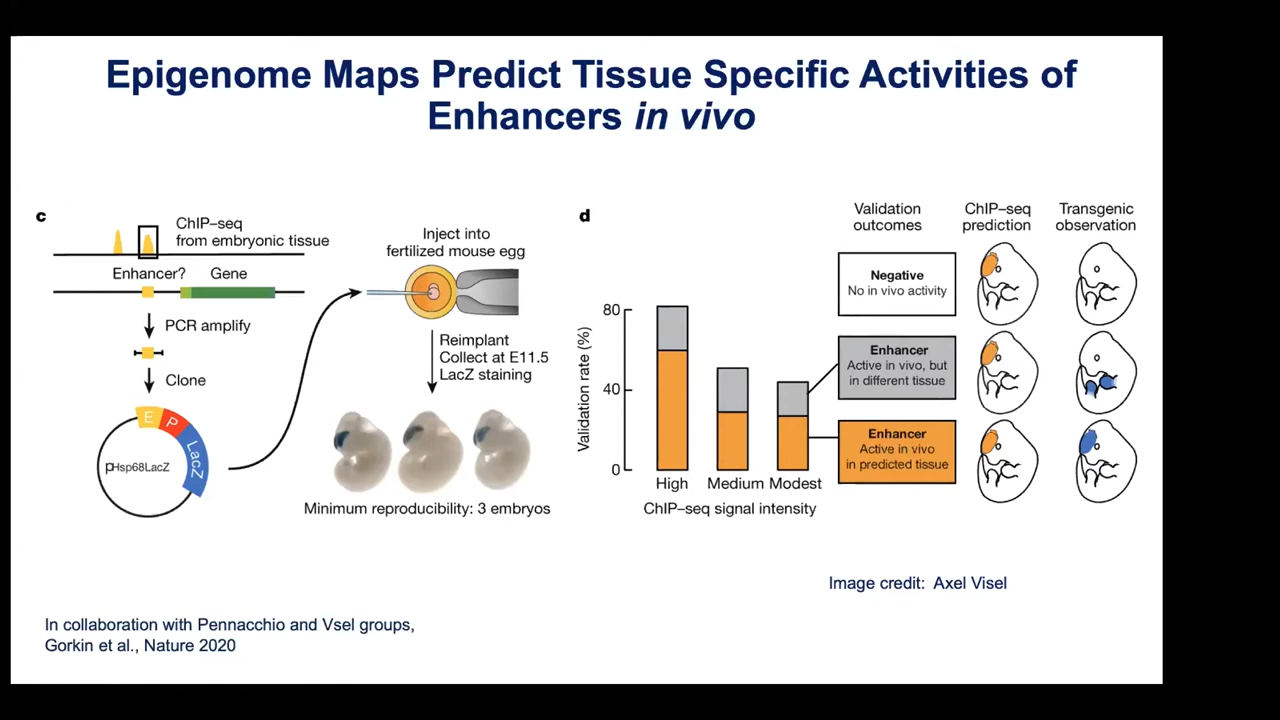 Epigenome Maps Predict Tissue Specific Activities of
Enhancers in vivo
c
ChIP–seq
from embryonic tissue
Enhancer?
Gene
PCR amplify
Clone
E
P
LacZ
pHsp68LacZ
Inject into
fertilized mouse egg
Reimplant
Collect at E11.5
LacZ staining
Minimum reproducibility: 3 embryos
d
Validation rate (%)
80
40
0
High
Medium
Modest
ChIP–seq signal intensity
Validation
outcomes
ChIP–seq
prediction
Transgenic
observation
Negative
No in vivo activity
Enhancer
Active in vivo, but
in different tissue
Enhancer
Active in vivo
in predicted tissue
Image credit: Axel Visel
In collaboration with Pennacchio and Vsel groups,
Gorkin et al., Nature 2020